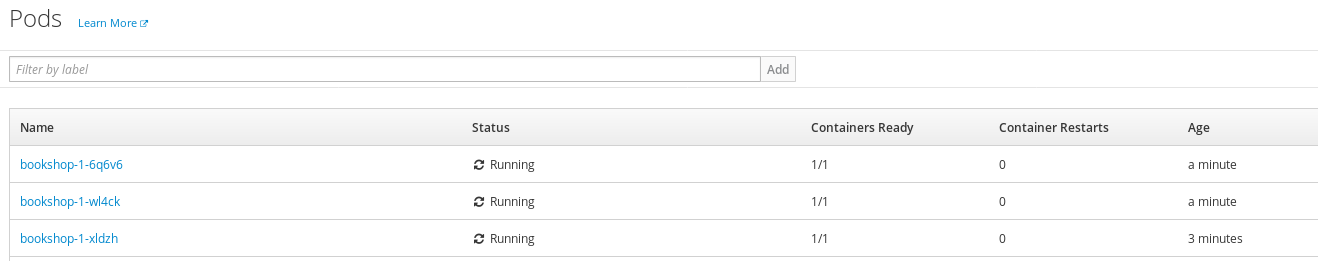 Pods Learn More
Filter by label Add
Name Status Containers Ready Container Restarts Age
bookshop-1-6q6v6 Running 1/1 0 a minute
bookshop-1-wl4ck Running 1/1 0 a minute
bookshop-1-xldzh Running 1/1 0 3 minutes